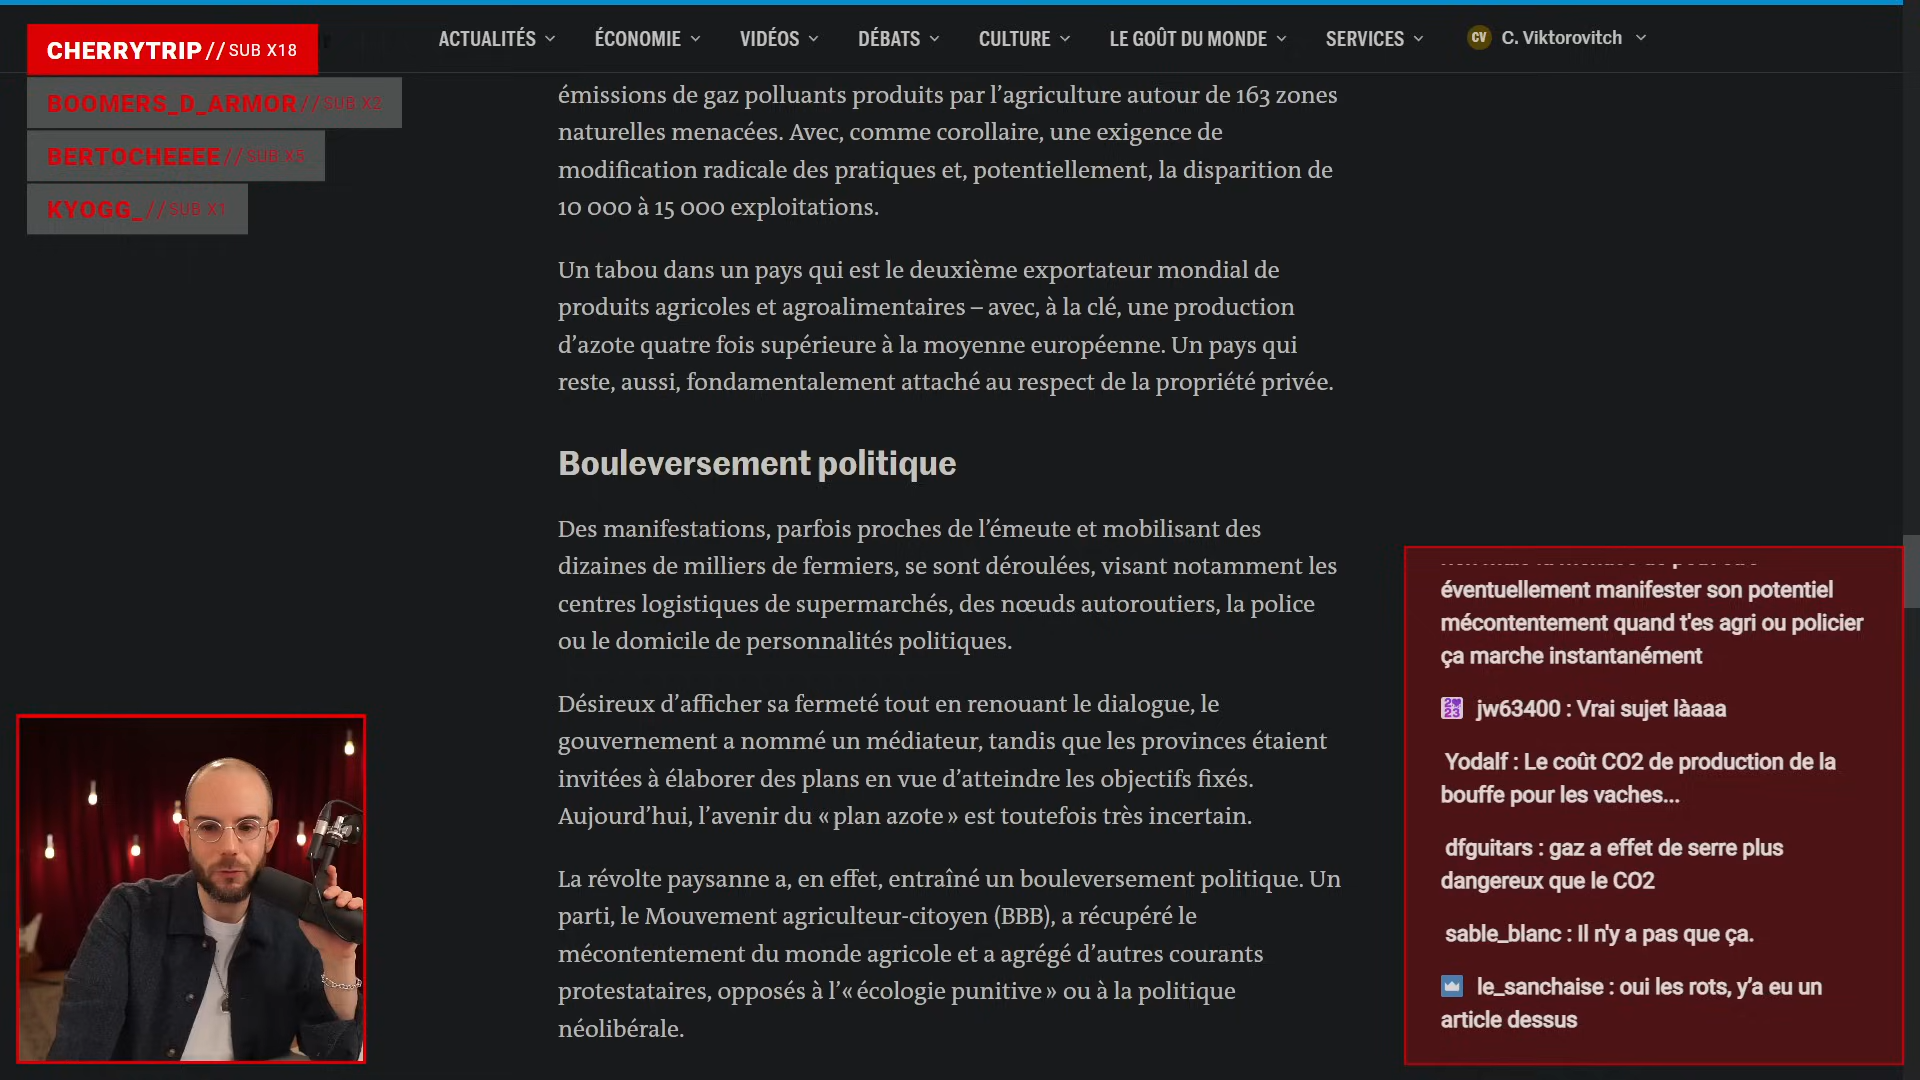 ACTUALITÉS ÉCONOMIE VIDÉOS DÉBATS CULTURE LE GOÛT DU MONDE SERVICES CV C. Viktorovitch
CHERRYTRIP // SUB X18
BOOMERS_D_ARMOR // SUB X2
BERTOCHEEEE // SUB X5
KYOGG_ // SUB X1
émissions de gaz polluants produits par l’agriculture autour de 163 zones
naturelles menacées. Avec, comme corollaire, une exigence de
modification radicale des pratiques et, potentiellement, la disparition de
10 000 à 15 000 exploitations.
Un tabou dans un pays qui est le deuxième exportateur mondial de
produits agricoles et agroalimentaires – avec, à la clé, une production
d’azote quatre fois supérieure à la moyenne européenne. Un pays qui
reste, aussi, fondamentalement attaché au respect de la propriété privée.
Bouleversement politique
Des manifestations, parfois proches de l’émeute et mobilisant des
dizaines de milliers de fermiers, se sont déroulées, visant notamment les
centres logistiques de supermarchés, des nœuds autoroutiers, la police
ou le domicile de personnalités politiques.
Désireux d’afficher sa fermeté tout en renouant le dialogue, le
gouvernement a nommé un médiateur, tandis que les provinces étaient
invitées à élaborer des plans en vue d’atteindre les objectifs fixés.
Aujourd’hui, l’avenir du « plan azote » est toutefois très incertain.
La révolte paysanne a, en effet, entraîné un bouleversement politique. Un
parti, le Mouvement agriculteur-citoyen (BBB), a récupéré le
mécontentement du monde agricole et a agrégé d’autres courants
protestataires, opposés à l’« écologie punitive » ou à la politique
néolibérale.
éventuellement manifester son potentiel
mécontentement quand t'es agri ou policier
ça marche instantanément
jw63400 : Vrai sujet làaaa
Yodalf : Le coût CO2 de production de la
bouffe pour les vaches...
dfguitars : gaz a effet de serre plus
dangereux que le CO2
sable_blanc : Il n'y a pas que ça.
le_sanchaise : oui les rots, y’a eu un
article dessus